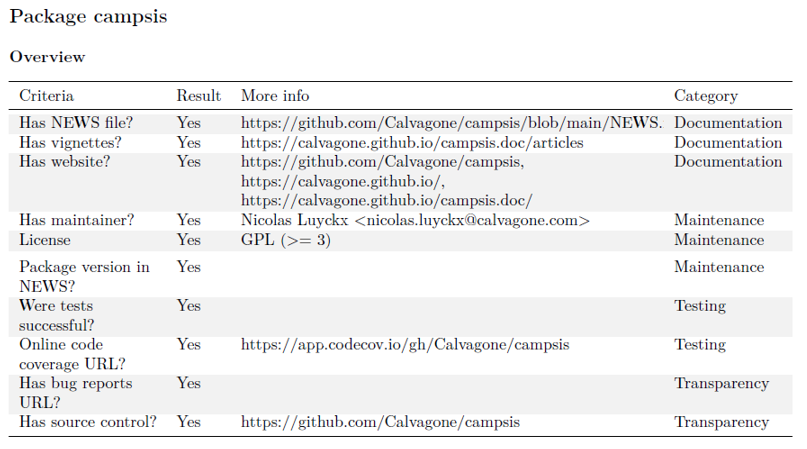 Package campsis
Overview
Criteria Result More info Category
Has NEWS file? Yes https://github.com/Calvagone/campsis/blob/main/NEWS. Documentation
Has vignettes? Yes https://calvagone.github.io/campsis.doc/articles Documentation
Has website? Yes https://github.com/Calvagone/campsis, Documentation
https://calvagone.github.io/,
https://calvagone.github.io/campsis.doc/
Has maintainer? Yes Nicolas Luyckx <nicolas.luyckx@calvagone.com> Maintenance
License Yes GPL (>= 3) Maintenance
Package version in Yes Maintenance
NEWS?
Were tests Yes Testing
successful?
Online code Yes https://app.codecov.io/gh/Calvagone/campsis Testing
coverage URL?
Has bug reports Yes Transparency
URL?
Has source control? Yes https://github.com/Calvagone/campsis Transparency